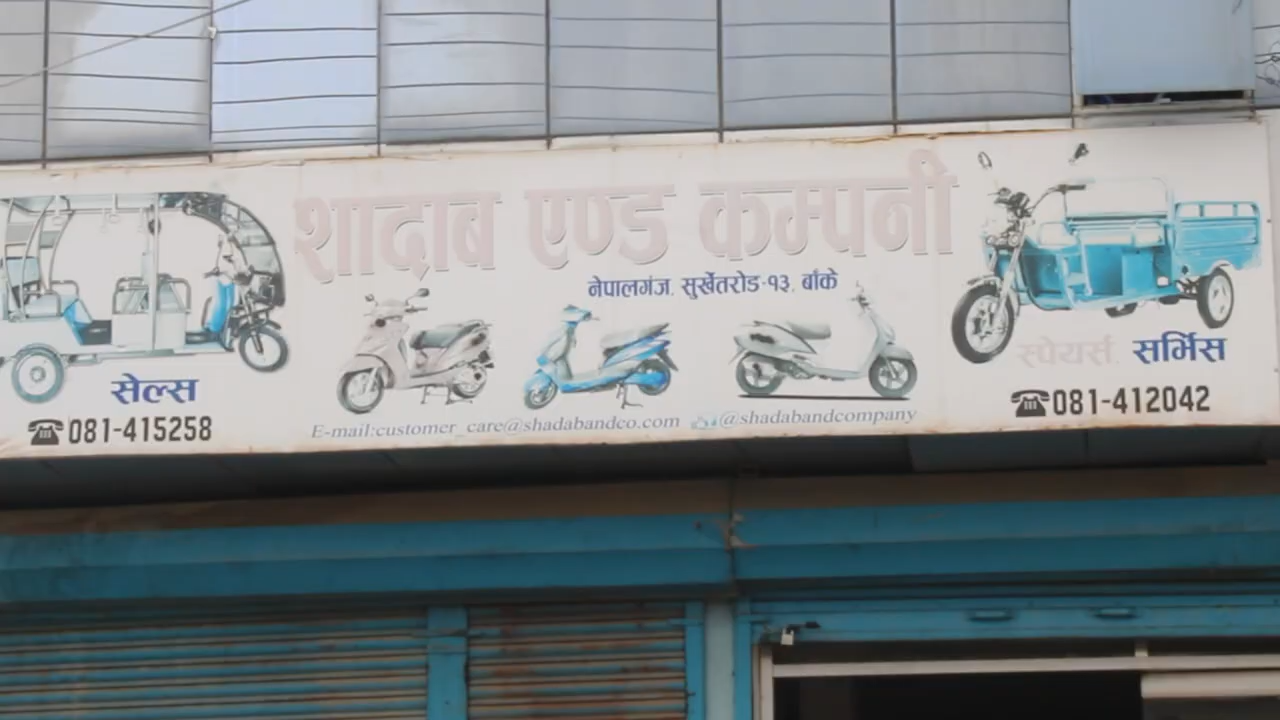 शादाब एण्ड कम्पनी
नेपालगंज, सुर्खेतरोड-१३, बाँके
सेल्स
स्पेयर्स, सर्भिस
081-415258
081-412042
E-mail:customer_care@shadabandco.com @shadabandcompany